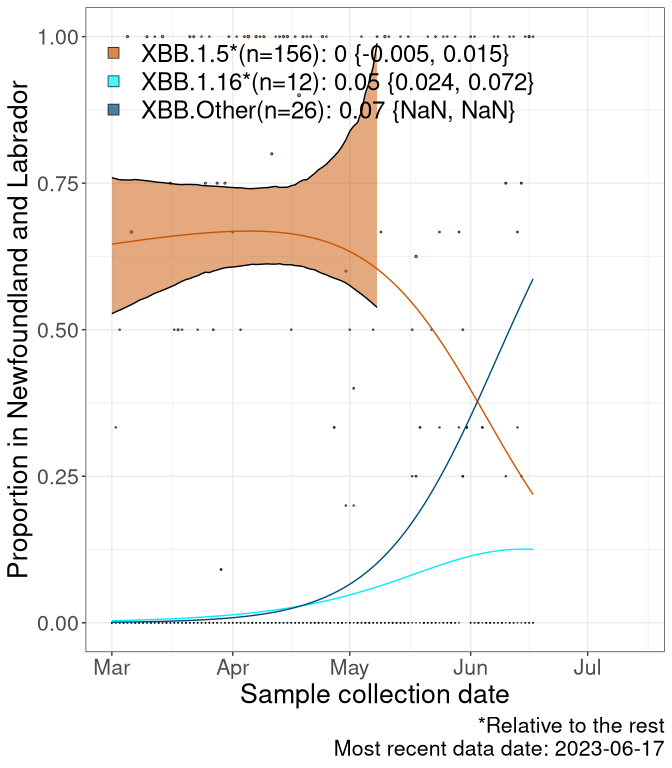 1.00
0.75
0.50
0.25
0.00
Proportion in Newfoundland and Labrador
XBB.1.5*(n=156): 0 {-0.005, 0.015}
XBB.1.16*(n=12): 0.05 {0.024, 0.072}
XBB.Other(n=26): 0.07 {NaN, NaN}
Mar Apr May Jun Jul
Sample collection date
*Relative to the rest
Most recent data date: 2023-06-17